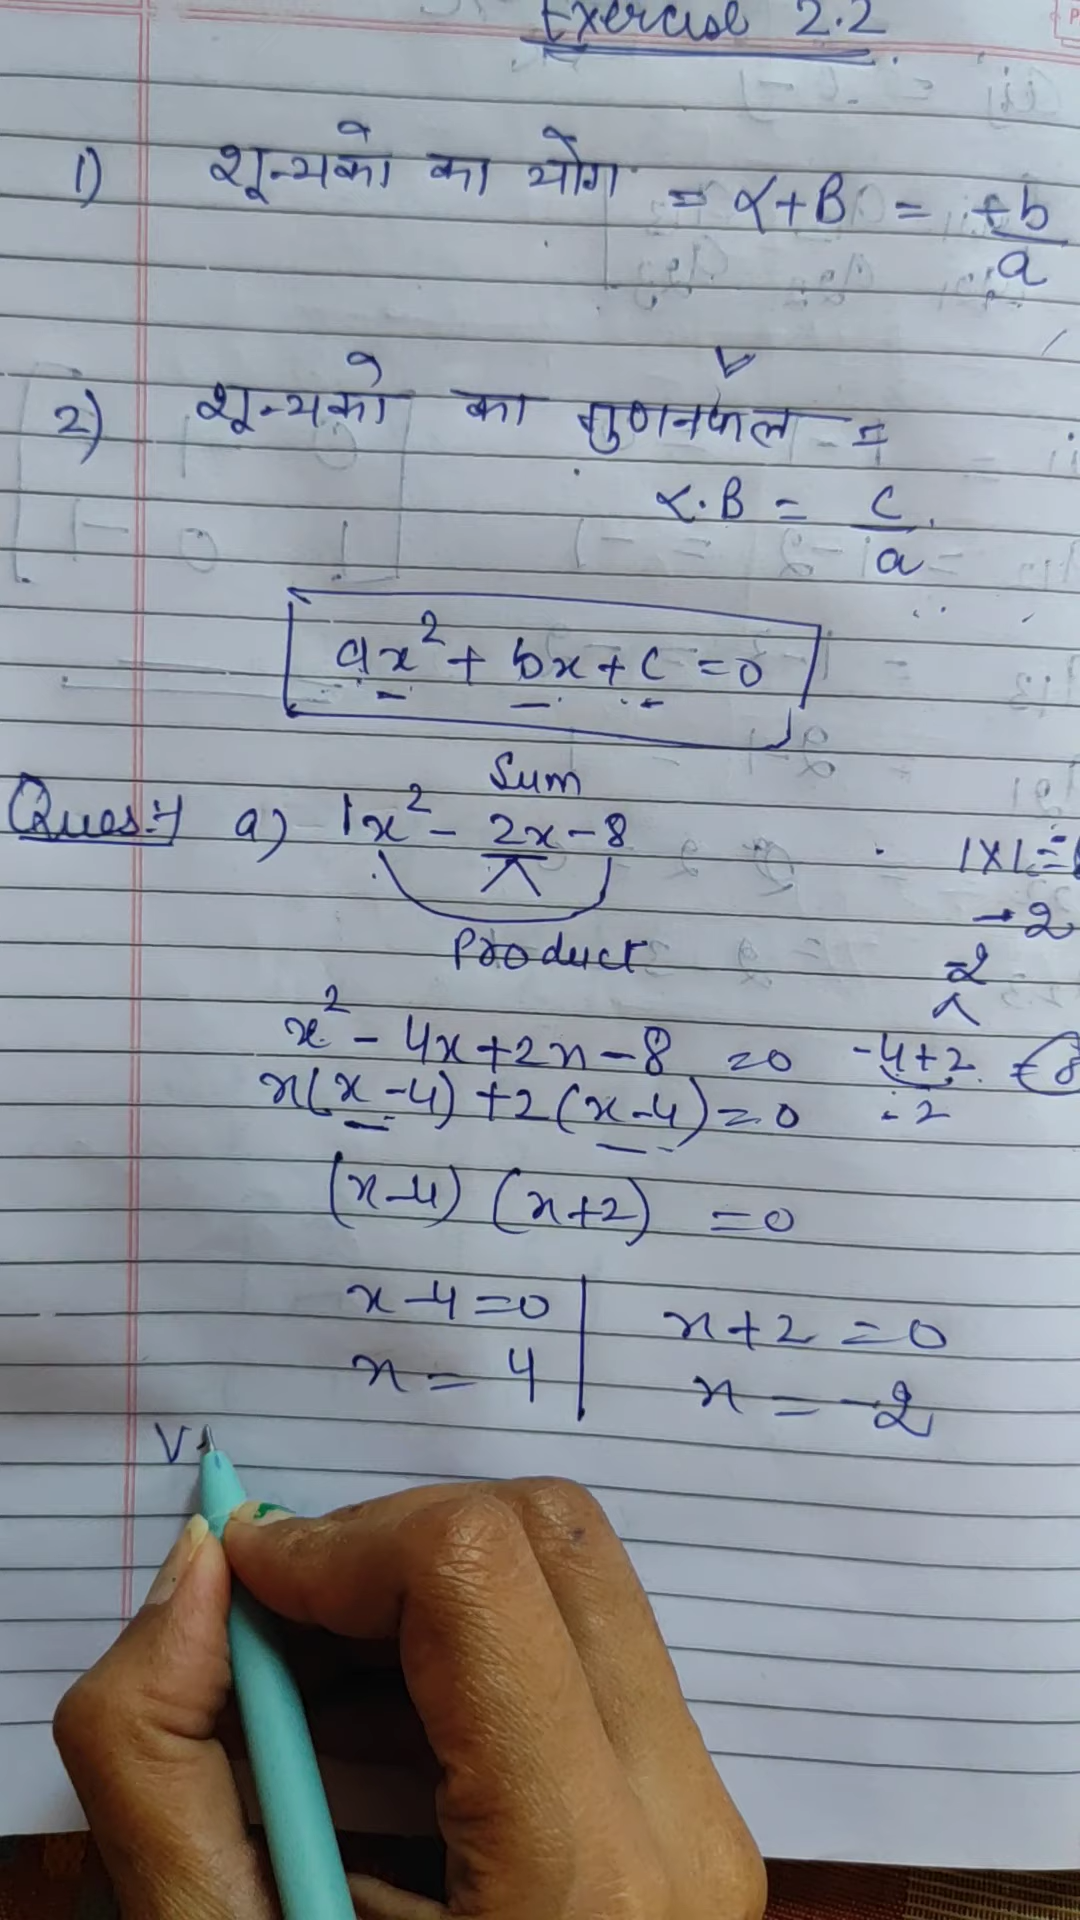 Exercise 2.2
1) शून्यको का योग = α+B = -b/a
2) शून्यको का गुणनफल =
α.B = c/a
ax² + bx + c = 0
Sum
Ques:-1 a) 1x² - 2x - 8
1x1=
Product
-2
x² - 4x + 2x - 8 = 0 -4+2
x(x-4) + 2(x-4) = 0 -2
(x-4) (x+2) = 0
x-4=0 x+2=0
x = 4 x = -2
V